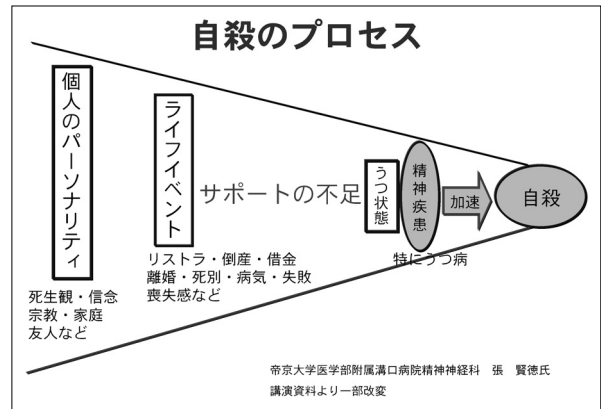 自殺のプロセス
個人のパーソナリティ
死生観・信念
宗教・家庭
友人など
ライフイベント
リストラ・倒産・借金
離婚・死別・病気・失敗
喪失感など
サポートの不足
うつ状態
精神疾患
特にうつ病
加速
自殺
帝京大学医学部附属溝口病院精神神経科　張　賢徳氏
講演資料より一部改変